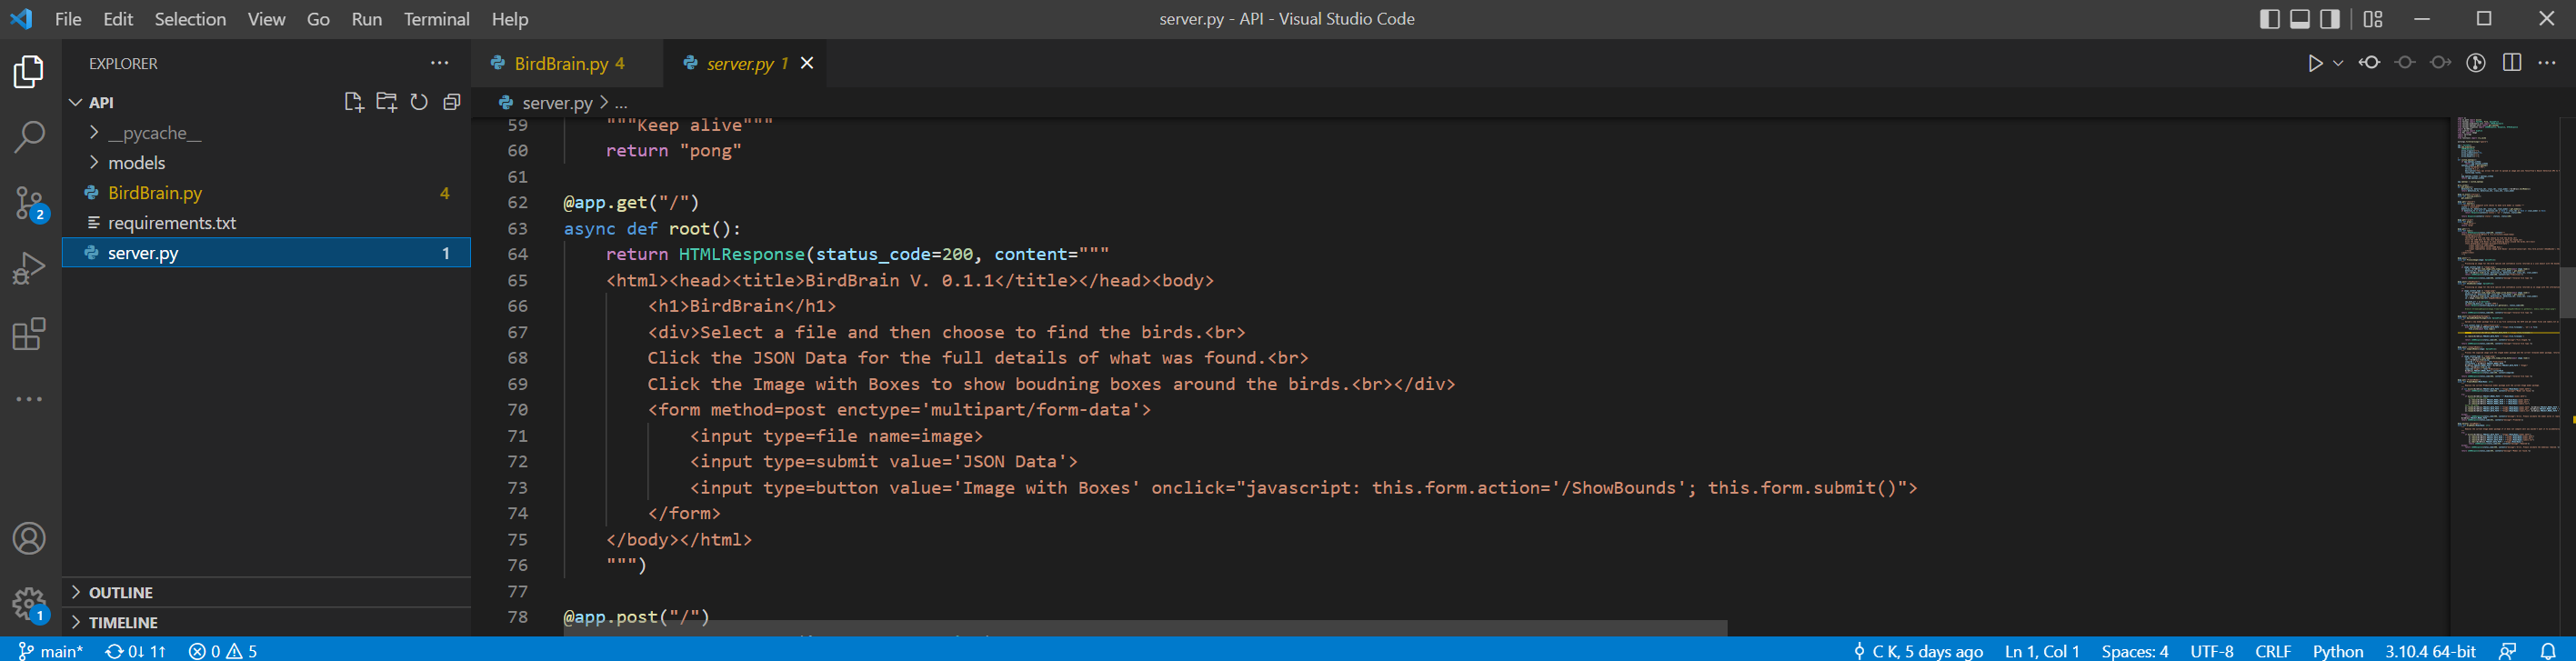 File Edit Selection View Go Run Terminal Help
server.py - API - Visual Studio Code
EXPLORER
API
__pycache__
models
BirdBrain.py 4
requirements.txt
server.py 1
OUTLINE
TIMELINE
2
1
BirdBrain.py 4
server.py 1
server.py > ...
59 """Keep alive"""
60 return "pong"
61
62 @app.get("/")
63 async def root():
64 return HTMLResponse(status_code=200, content="""
65 <html><head><title>BirdBrain V. 0.1.1</title></head><body>
66 <h1>BirdBrain</h1>
67 <div>Select a file and then choose to find the birds.<br>
68 Click the JSON Data for the full details of what was found.<br>
69 Click the Image with Boxes to show boudning boxes around the birds.<br></div>
70 <form method=post enctype='multipart/form-data'>
71 <input type=file name=image>
72 <input type=submit value='JSON Data'>
73 <input type=button value='Image with Boxes' onclick="javascript: this.form.action='/ShowBounds'; this.form.submit()">
74 </form>
75 </body></html>
76 """)
77
78 @app.post("/")
main* 0↓ 1↑ 0 5
C K, 5 days ago Ln 1, Col 1 Spaces: 4 UTF-8 CRLF Python 3.10.4 64-bit